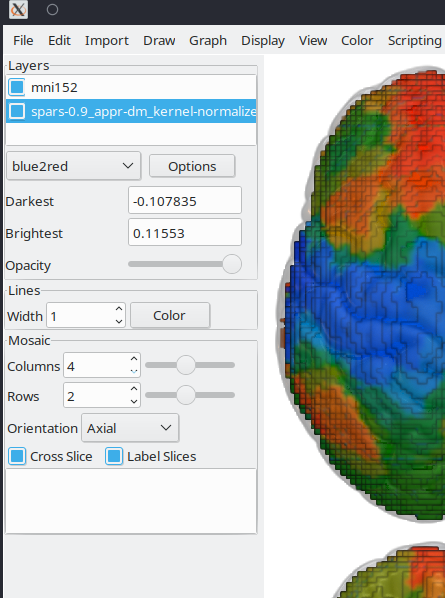 File Edit Import Draw Graph Display View Color Scripting
Layers
mni152
spars-0.9_appr-dm_kernel-normalize
blue2red Options
Darkest -0.107835
Brightest 0.11553
Opacity
Lines
Width 1 Color
Mosaic
Columns 4
Rows 2
Orientation Axial
Cross Slice Label Slices